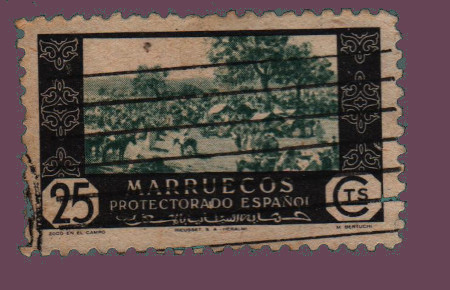 MARRUECOS
PROTECTORADO ESPAÑOL
25 CTS
ZOCO EN EL CAMPO
M. BERTUCHI